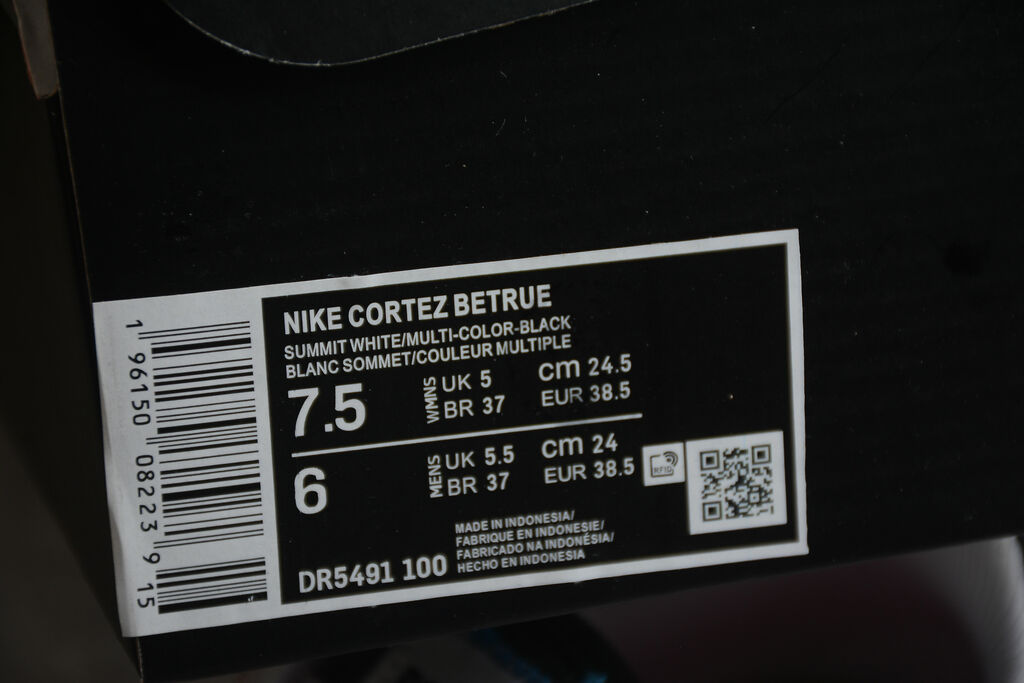 1 96150 08223 9 15
NIKE CORTEZ BETRUE
SUMMIT WHITE/MULTI-COLOR-BLACK
BLANC SOMMET/COULEUR MULTIPLE
7.5 WMNS UK 5 cm 24.5
BR 37 EUR 38.5
6 MENS UK 5.5 cm 24
BR 37 EUR 38.5
RFID
MADE IN INDONESIA/
FABRIQUE EN INDONESIE/
FABRICADO NA INDONÉSIA/
HECHO EN INDONESIA
DR5491 100